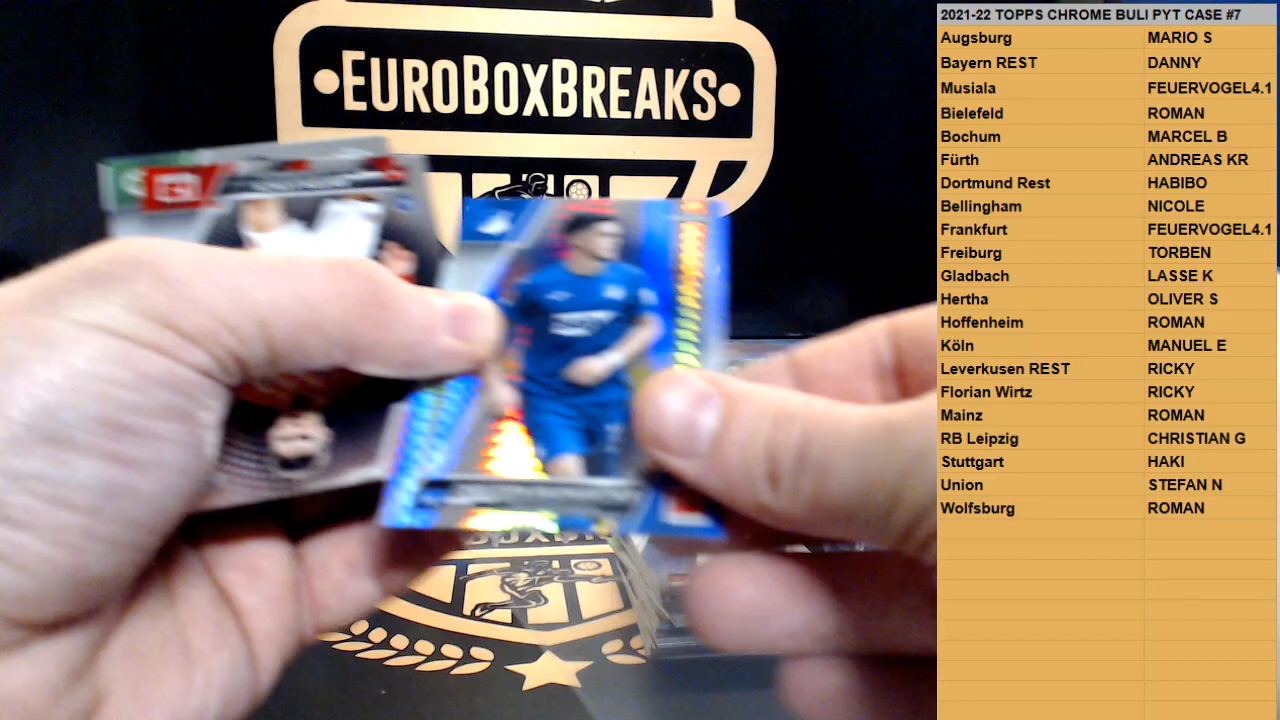 EUROBOXBREAKS
2021-22 TOPPS CHROME BULI PYT CASE #7
Augsburg MARIO S
Bayern REST DANNY
Musiala FEUERVOGEL4.1
Bielefeld ROMAN
Bochum MARCEL B
Fürth ANDREAS KR
Dortmund Rest HABIBO
Bellingham NICOLE
Frankfurt FEUERVOGEL4.1
Freiburg TORBEN
Gladbach LASSE K
Hertha OLIVER S
Hoffenheim ROMAN
Köln MANUEL E
Leverkusen REST RICKY
Florian Wirtz RICKY
Mainz ROMAN
RB Leipzig CHRISTIAN G
Stuttgart HAKI
Union STEFAN N
Wolfsburg ROMAN